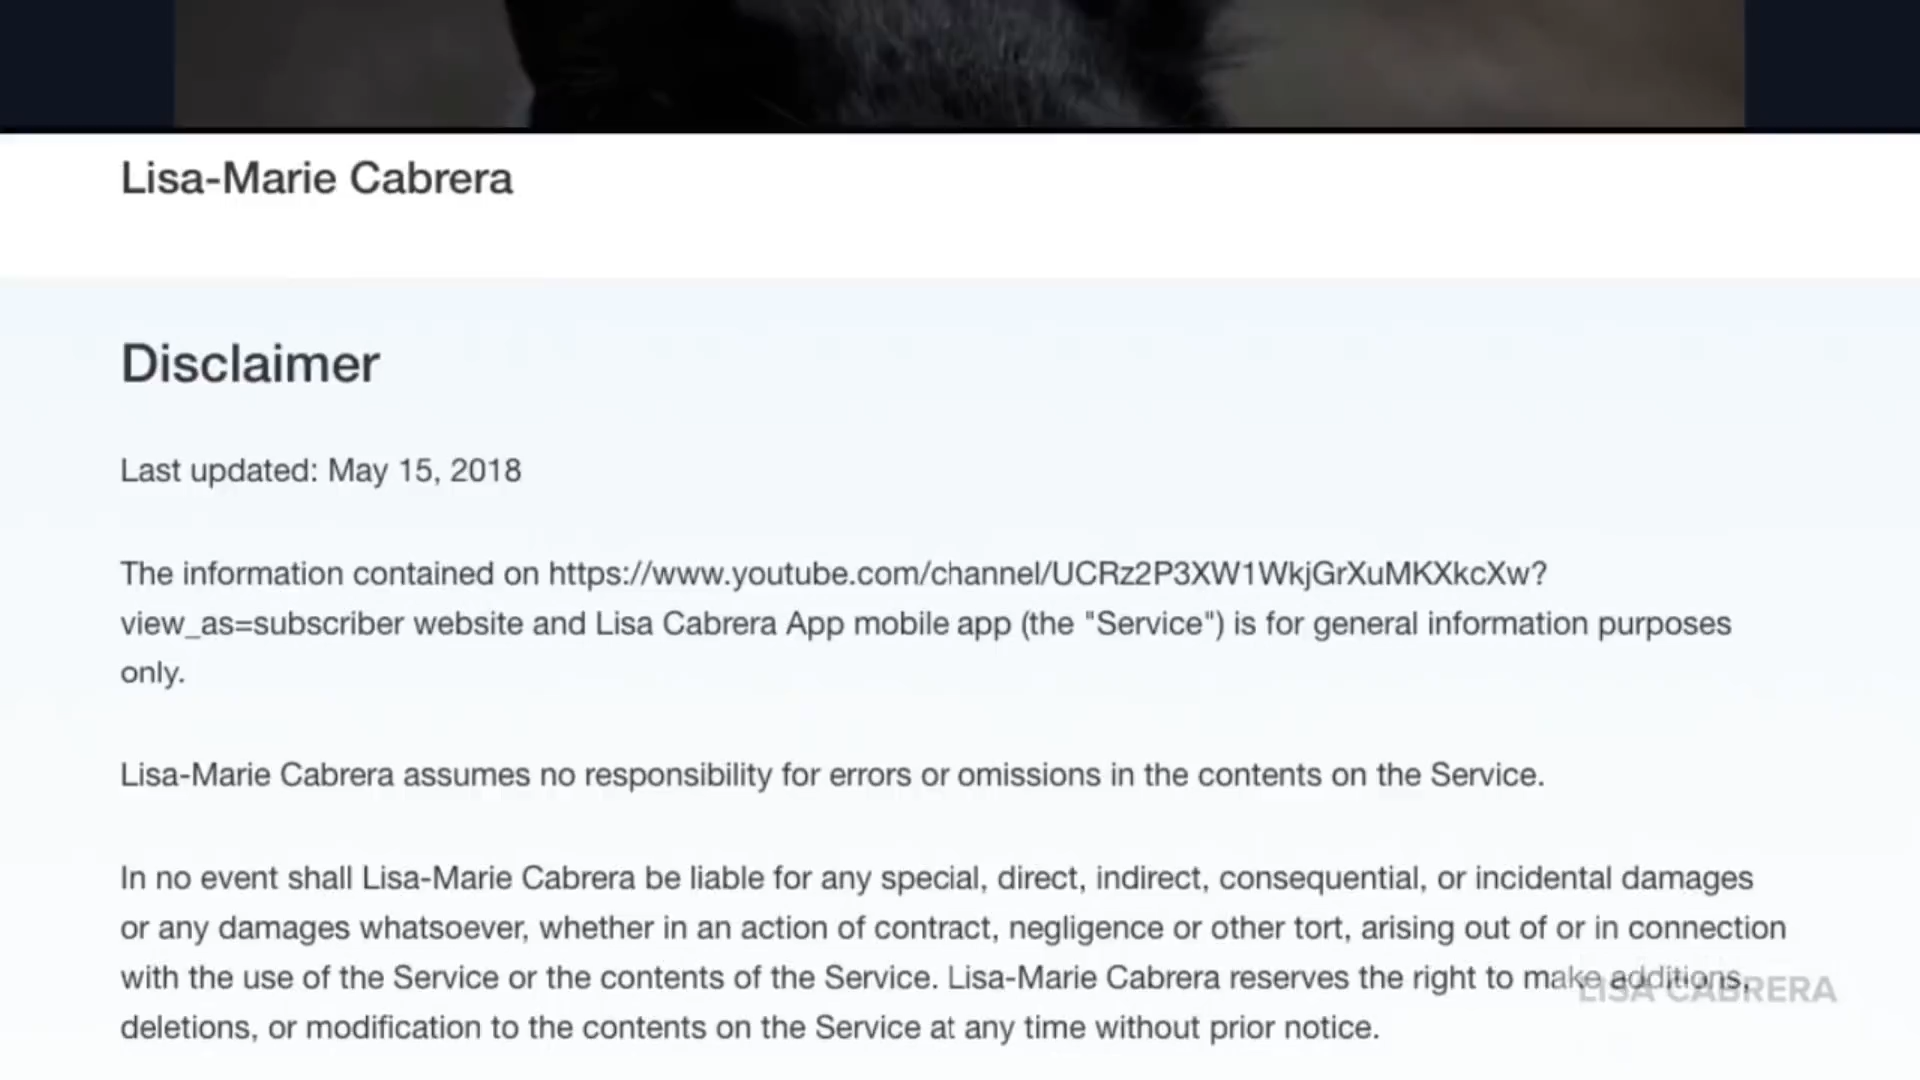 Lisa-Marie Cabrera
Disclaimer
Last updated: May 15, 2018
The information contained on https://www.youtube.com/channel/UCRz2P3XW1WkjGrXuMKXkcXw?
view_as=subscriber website and Lisa Cabrera App mobile app (the "Service") is for general information purposes
only.
Lisa-Marie Cabrera assumes no responsibility for errors or omissions in the contents on the Service.
In no event shall Lisa-Marie Cabrera be liable for any special, direct, indirect, consequential, or incidental damages
or any damages whatsoever, whether in an action of contract, negligence or other tort, arising out of or in connection
with the use of the Service or the contents of the Service. Lisa-Marie Cabrera reserves the right to make additions,
deletions, or modification to the contents on the Service at any time without prior notice.
LISA CABRERA